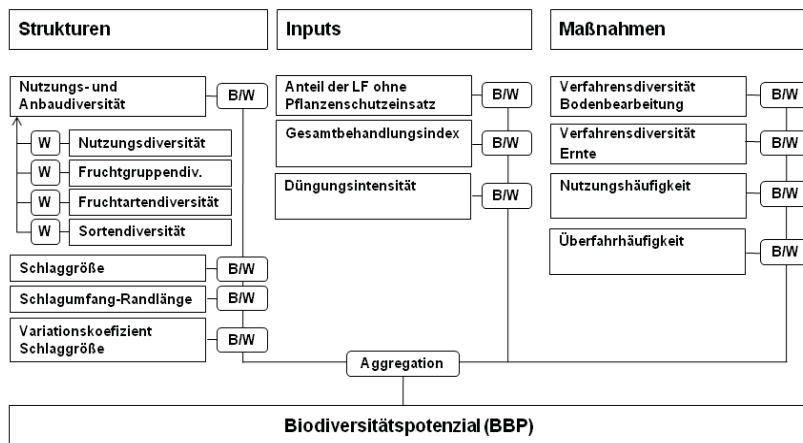 Strukturen
Inputs
Maßnahmen
Nutzungs- und
Anbaudiversität
B/W
W
Nutzungsdiversität
W
Fruchtgruppendiv.
W
Fruchtartendiversität
W
Sortendiversität
Schlaggröße
B/W
Schlagumfang-Randlänge
B/W
Variationskoefizient
Schlaggröße
B/W
Anteil der LF ohne
Pflanzenschutzeinsatz
B/W
Gesamtbehandlungsindex
B/W
Düngungsintensität
B/W
Verfahrensdiversität
Bodenbearbeitung
B/W
Verfahrensdiversität
Ernte
B/W
Nutzungshäufigkeit
B/W
Überfahrhäufigkeit
B/W
Aggregation
Biodiversitätspotenzial (BBP)